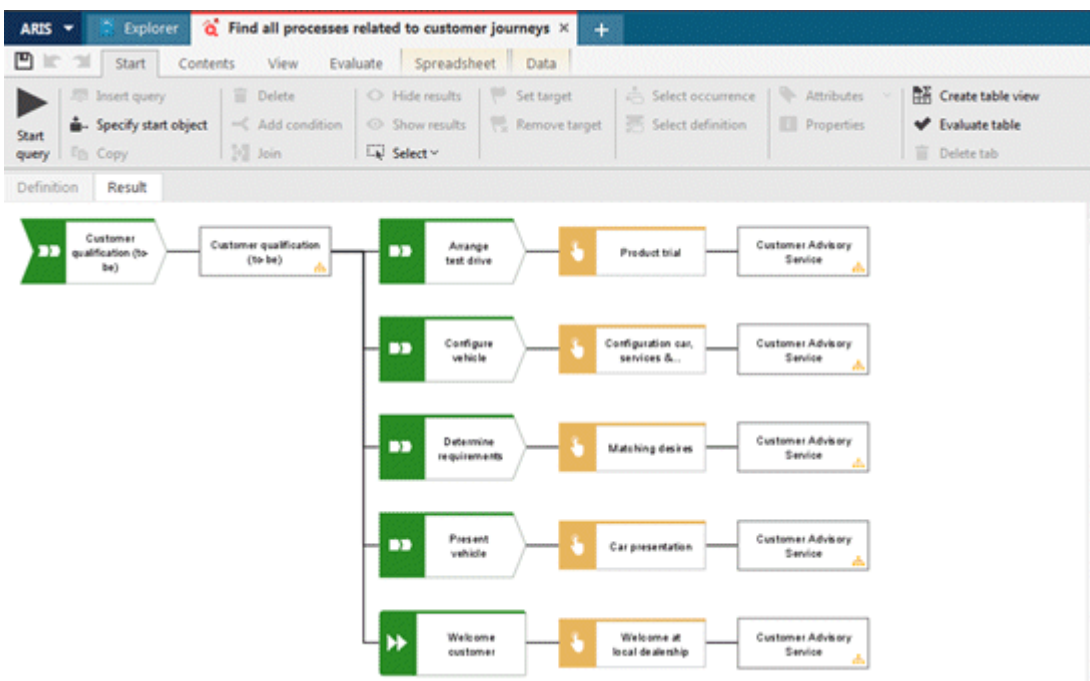 ARIS Explorer Find all processes related to customer journeys × +
Start Contents View Evaluate Spreadsheet Data
Start query
Insert query
Specify start object
Copy
Delete
Add condition
Join
Hide results
Show results
Select
Set target
Remove target
Select occurrence
Select definition
Attributes
Properties
Create table view
Evaluate table
Delete tab
Definition Result
Customer
qualification (to-
be)
Customer qualification
(to-be)
Arrange
test drive
Product trial
Customer Advisory
Service
Configure
vehicle
Configuration car,
services &...
Customer Advisory
Service
Determine
requirements
Matching desires
Customer Advisory
Service
Present
vehicle
Car presentation
Customer Advisory
Service
Welcome
customer
Welcome at
local dealership
Customer Advisory
Service